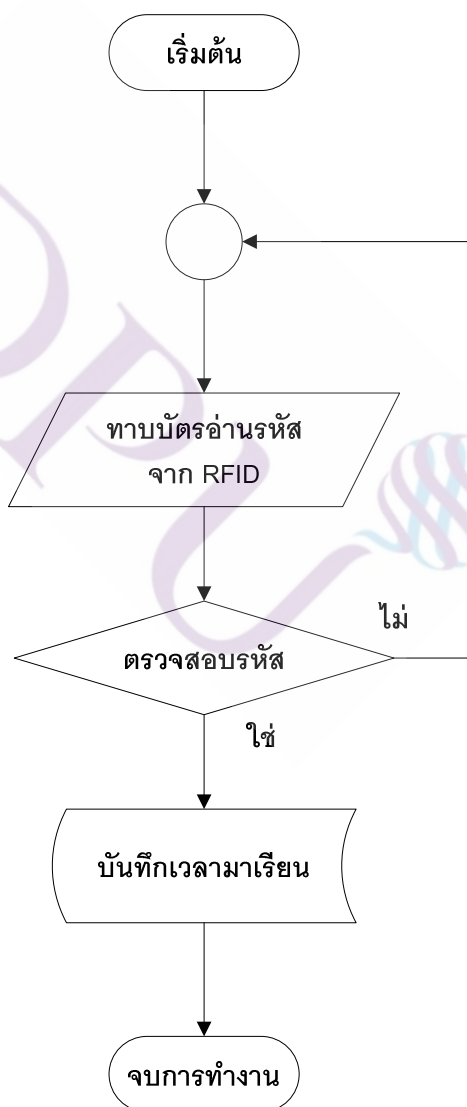 เริ่มต้น
ทาบบัตรอ่านรหัส
จาก RFID
ตรวจสอบรหัส
ไม่
ใช่
บันทึกเวลามาเรียน
จบการทำงาน
DPU